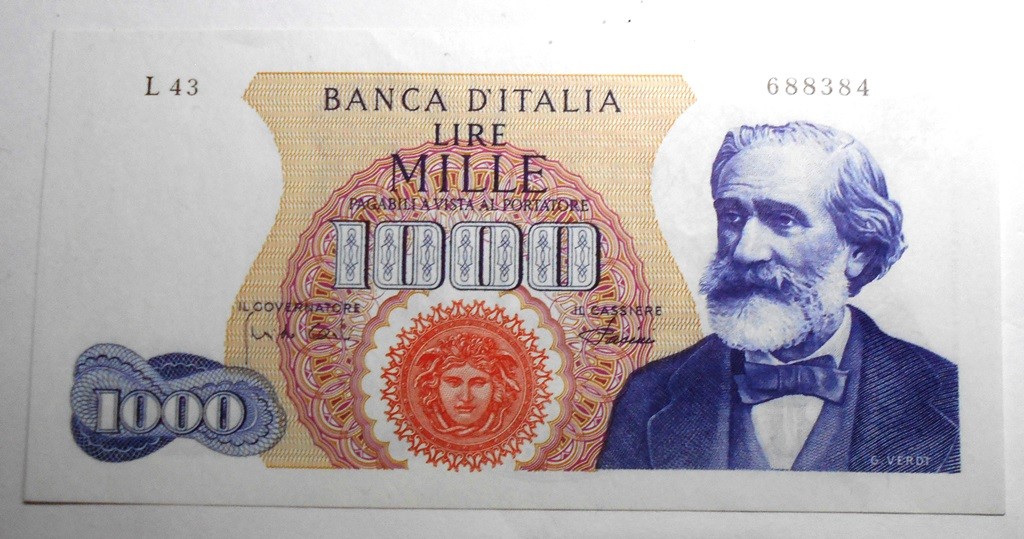 L 43
688384
BANCA D'ITALIA
LIRE
MILLE
PAGABILI A VISTA AL PORTATORE
1000
IL GOVERNATORE
IL CASSIERE
1000
G. VERDI